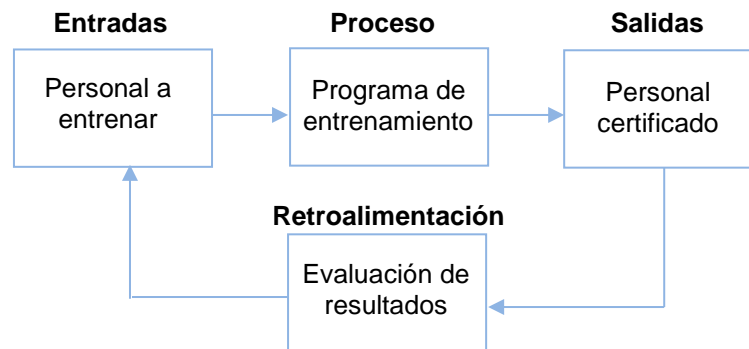 Entradas
Proceso
Salidas
Personal a
entrenar
Programa de
entrenamiento
Personal
certificado
Retroalimentación
Evaluación de
resultados